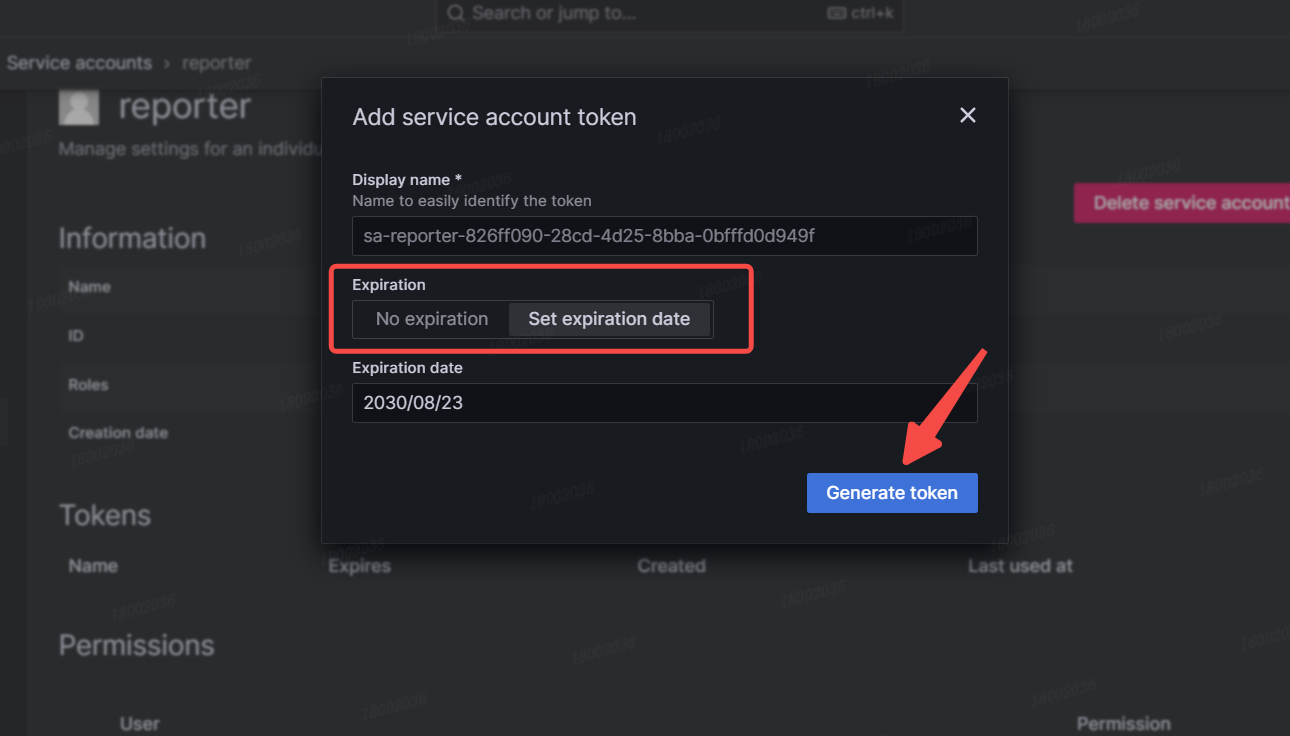 Search or jump to...
ctrl+k
Service accounts › reporter
reporter
Manage settings for an individu
Delete service account
Information
Name
ID
Roles
Creation date
Tokens
Name Expires Created Last used at
Permissions
User Permission
Add service account token
Display name *
Name to easily identify the token
sa-reporter-826ff090-28cd-4d25-8bba-0bfffd0d949f
Expiration
No expiration Set expiration date
Expiration date
2030/08/23
Generate token
18002036